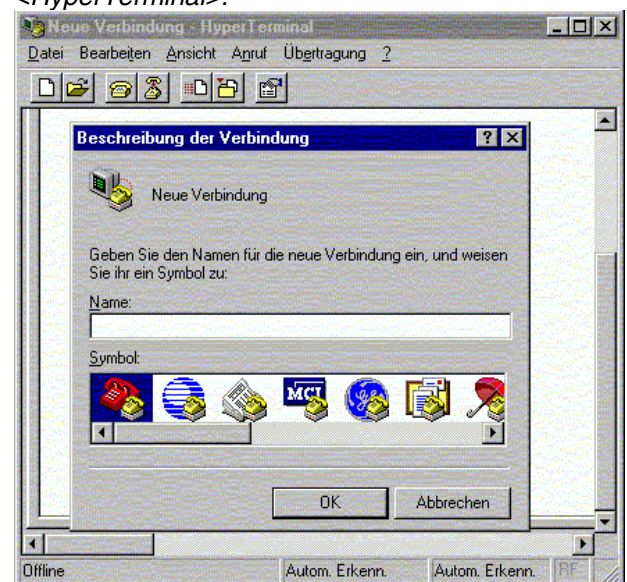 <HyperTerminal>.
Neue Verbindung - HyperTerminal
Datei Bearbeiten Ansicht Anruf Übertragung ?
Beschreibung der Verbindung
Neue Verbindung
Geben Sie den Namen für die neue Verbindung ein, und weisen
Sie ihr ein Symbol zu:
Name:
Symbol:
MCI
OK Abbrechen
Offline Autom. Erkenn. Autom. Erkenn. RF